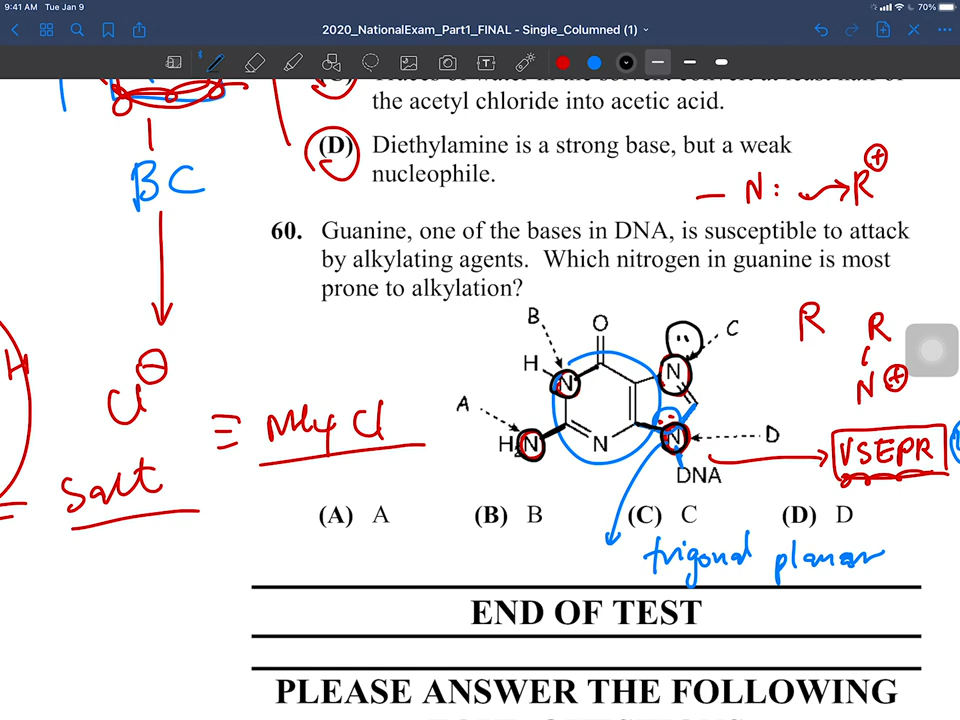 9:41 AM Tue Jan 9
70%
2020_NationalExam_Part1_FINAL - Single_Columned (1)
the acetyl chloride into acetic acid.
(D) Diethylamine is a strong base, but a weak
nucleophile.
BC
– N: → R⊕
60. Guanine, one of the bases in DNA, is susceptible to attack
by alkylating agents. Which nitrogen in guanine is most
prone to alkylation?
B
O
C
R
R
H
N
N
N⊕
H
A
Cl⊖
≡ NH4Cl
H2N
N
N
D
VSEPR
DNA
Salt
(A) A (B) B (C) C (D) D
trigonal planar
END OF TEST
PLEASE ANSWER THE FOLLOWING